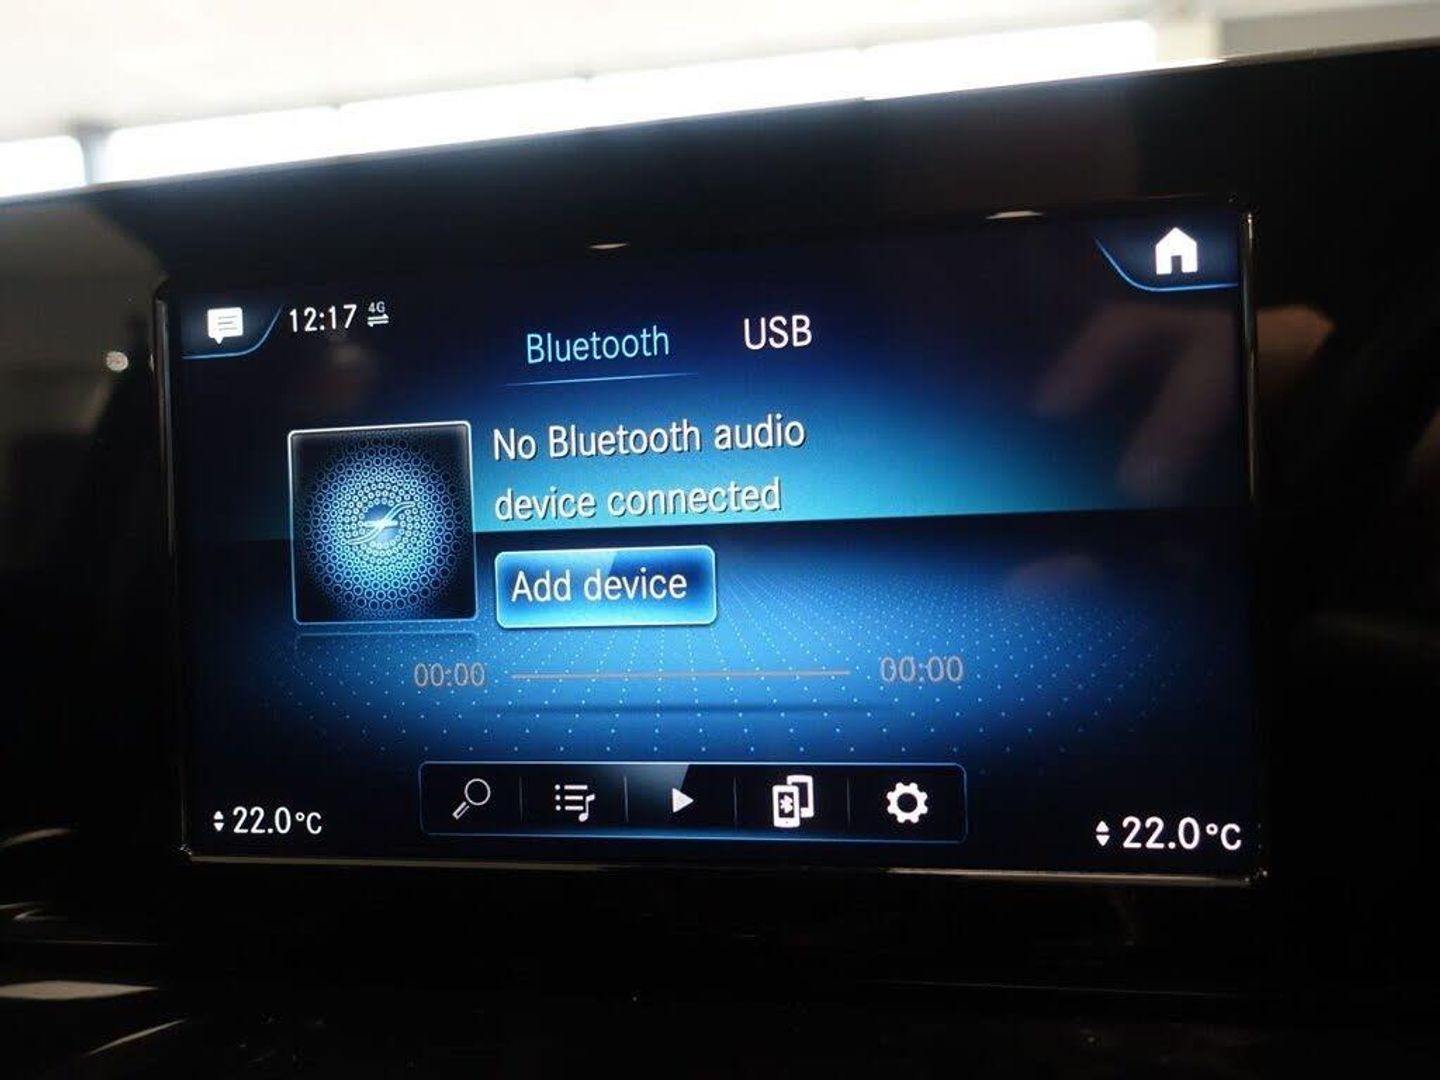 12:17 4G
Bluetooth USB
No Bluetooth audio
device connected
Add device
00:00 00:00
22.0°C 22.0°C